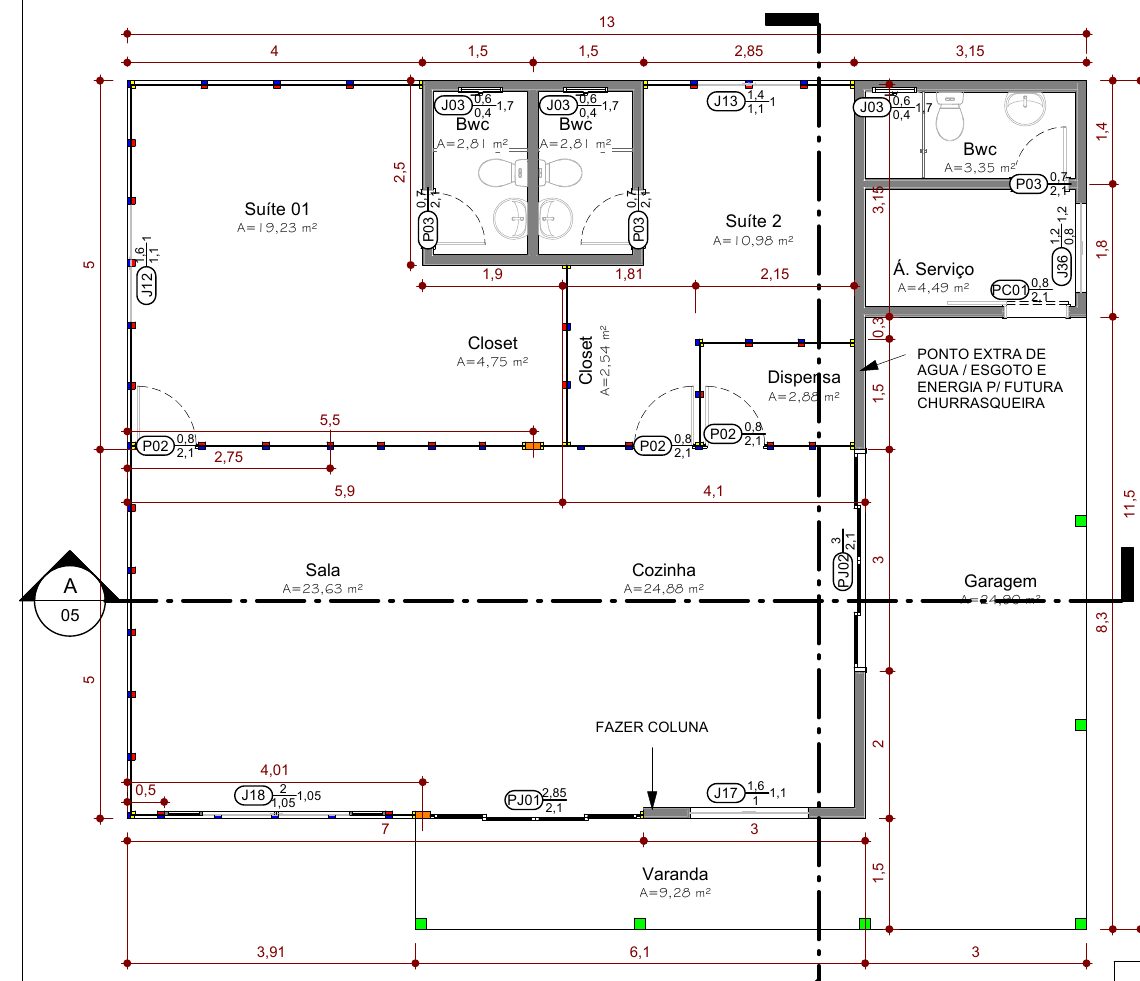 13
4
1,5
1,5
2,85
3,15
J03 0,6 1,7
0,4
Bwc
A=2,81 m²
J03 0,6 1,7
0,4
Bwc
A=2,81 m²
J13 1,4 1
1,1
J03 0,6 1,7
0,4
Bwc
A=3,35 m²
1,4
2,5
P03 0,7
2,1
P03 0,7
2,1
P03 0,7
2,1
3,15
Suíte 01
A=19,23 m²
Suíte 2
A=10,98 m²
J36 1,2 1,2
0,8
1,8
5
J12 1,6 1
1,1
1,9
1,81
2,15
Á. Serviço
A=4,49 m²
PC01 0,8
2,1
0,3
Closet
A=4,75 m²
Closet
A=2,54 m²
Dispensa
A=2,88 m²
1,5
PONTO EXTRA DE
AGUA / ESGOTO E
ENERGIA P/ FUTURA
CHURRASQUEIRA
5,5
P02 0,8
2,1
P02 0,8
2,1
P02 0,8
2,1
2,75
5,9
4,1
11,5
Sala
A=23,63 m²
Cozinha
A=24,88 m²
PJ02 3
2,1
3
Garagem
A=24,90 m²
A
05
8,3
5
FAZER COLUNA
2
4,01
0,5
J18 2 1,05
1,05
PJ01 2,85
2,1
J17 1,6 1,1
1
7
3
Varanda
A=9,28 m²
1,5
3,91
6,1
3